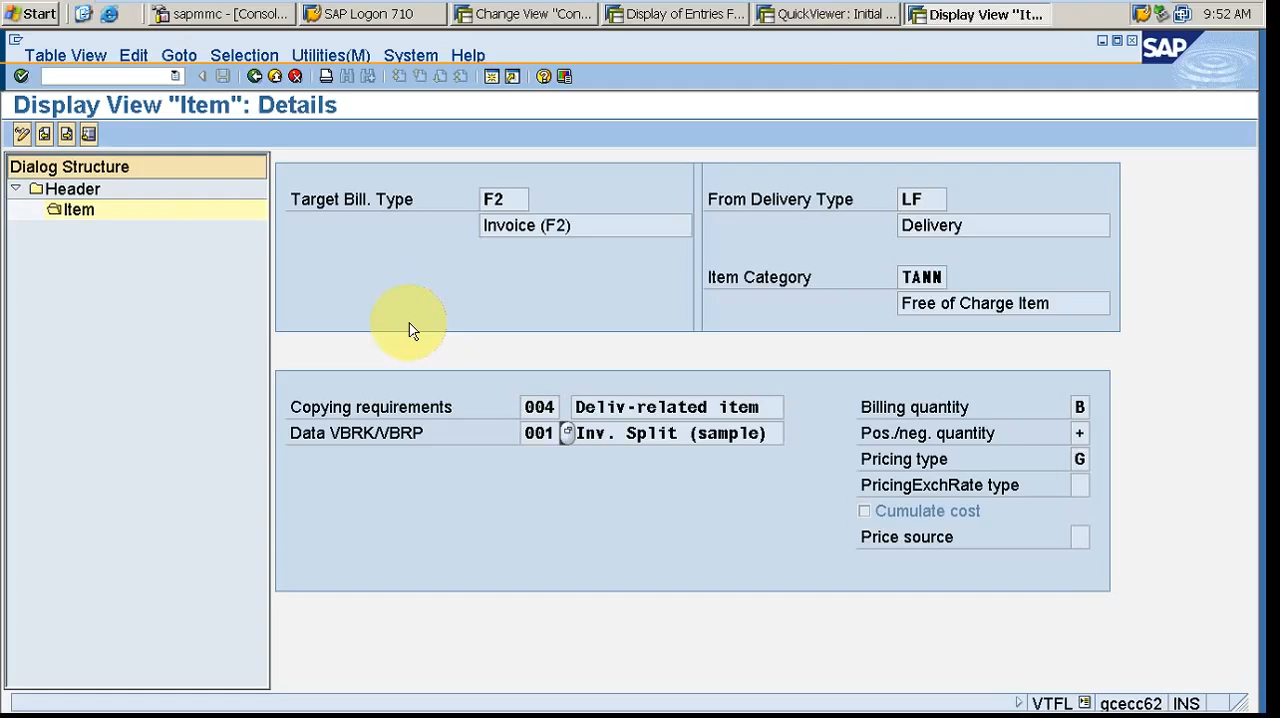 Start
sapmmc - [Consol...
SAP Logon 710
Change View "Con...
Display of Entries F...
QuickViewer: Initial ...
Display View "It...
9:52 AM
Table View Edit Goto Selection Utilities(M) System Help
SAP
Display View "Item": Details
Dialog Structure
Header
Item
Target Bill. Type F2
Invoice (F2)
From Delivery Type LF
Delivery
Item Category TANN
Free of Charge Item
Copying requirements 004 Deliv-related item
Data VBRK/VBRP 001 Inv. Split (sample)
Billing quantity B
Pos./neg. quantity +
Pricing type G
PricingExchRate type
Cumulate cost
Price source
VTFL qcecc62 INS